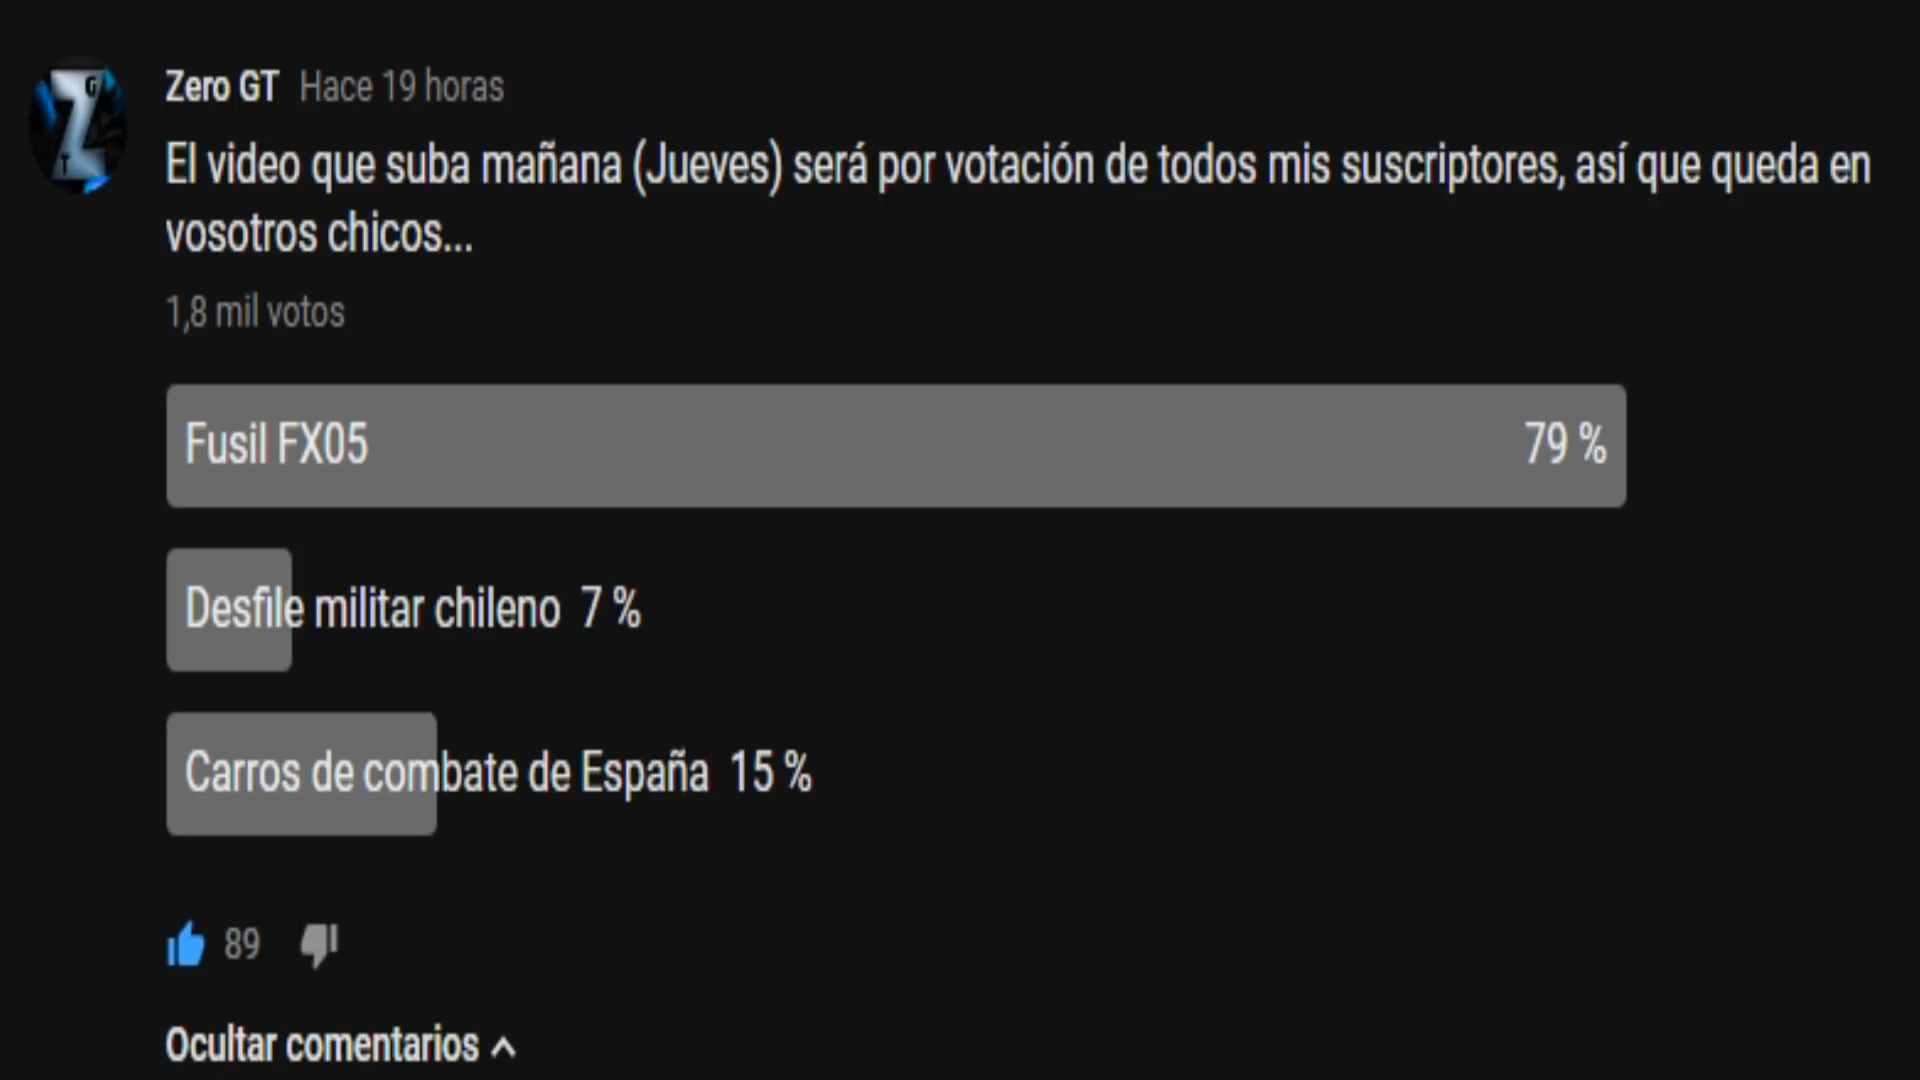 Zero GT Hace 19 horas
El video que suba mañana (Jueves) será por votación de todos mis suscriptores, así que queda en
vosotros chicos...
1,8 mil votos
Fusil FX05 79 %
Desfile militar chileno 7 %
Carros de combate de España 15 %
89
Ocultar comentarios